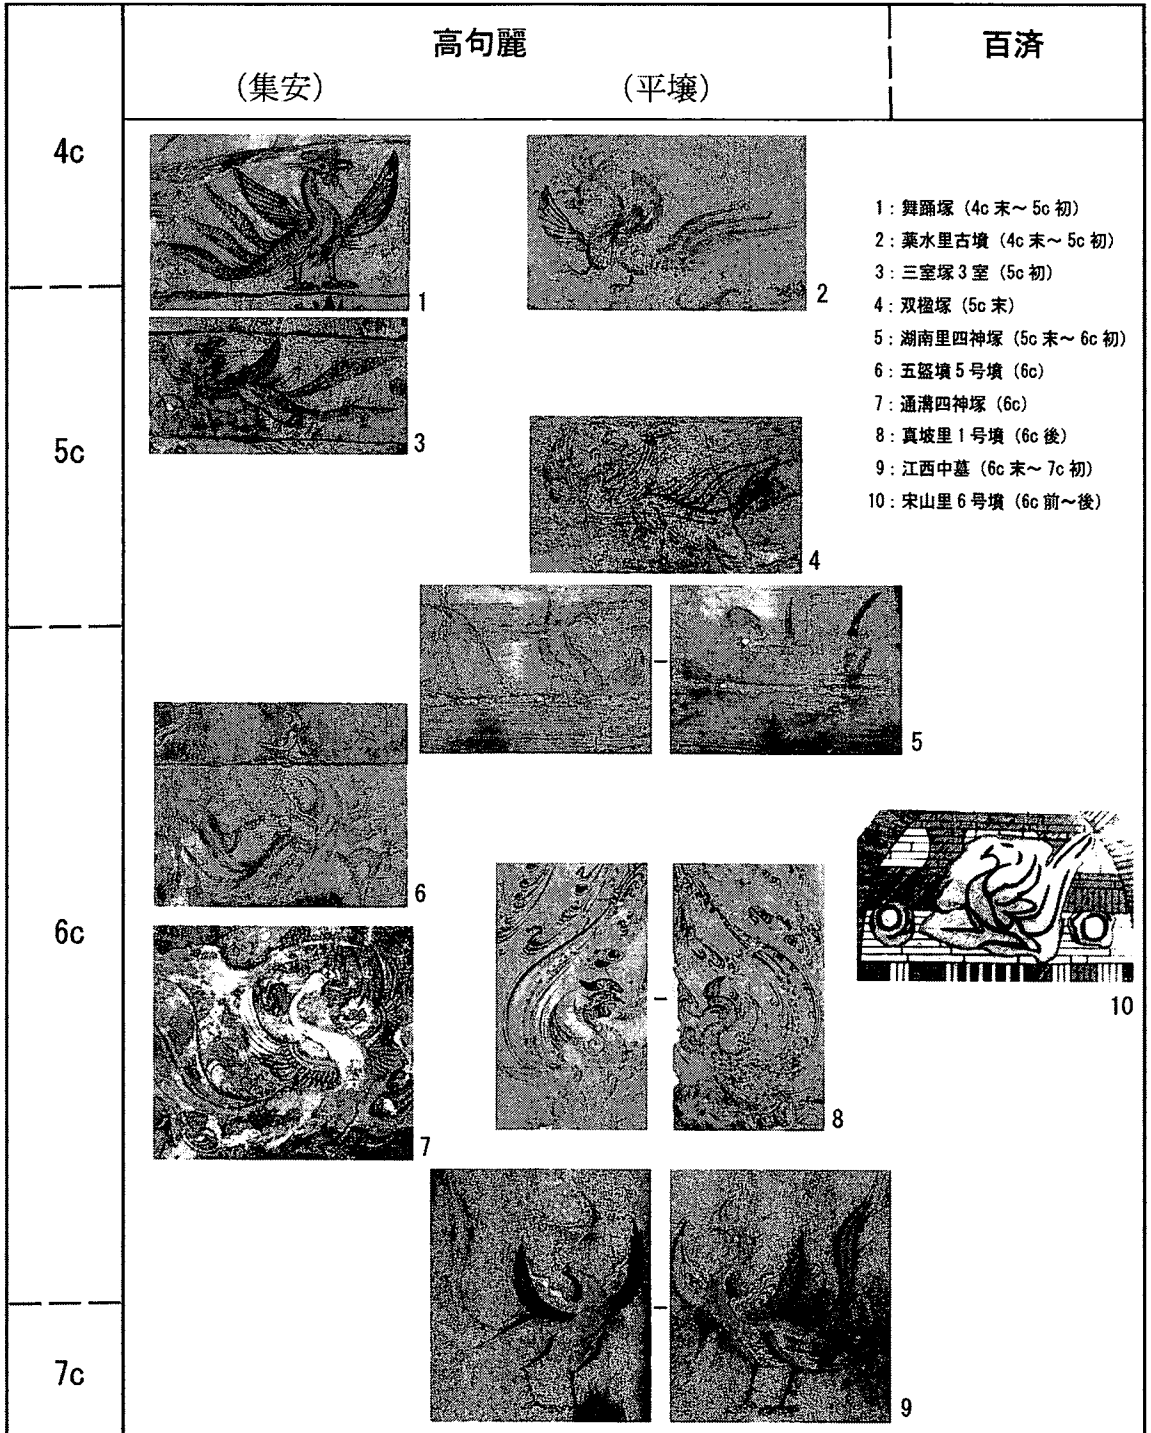 高句麗
百済
(集安)
(平壌)
4c
5c
6c
7c
1
2
3
4
5
6
7
8
9
10
1:舞踊塚(4c末~5c初)
2:薬水里古墳(4c末~5c初)
3:三室塚3室(5c初)
4:双楹塚(5c末)
5:湖南里四神塚(5c末~6c初)
6:五盔墳5号墳(6c)
7:通溝四神塚(6c)
8:真坡里1号墳(6c後)
9:江西中墓(6c末~7c初)
10:宋山里6号墳(6c前~後)